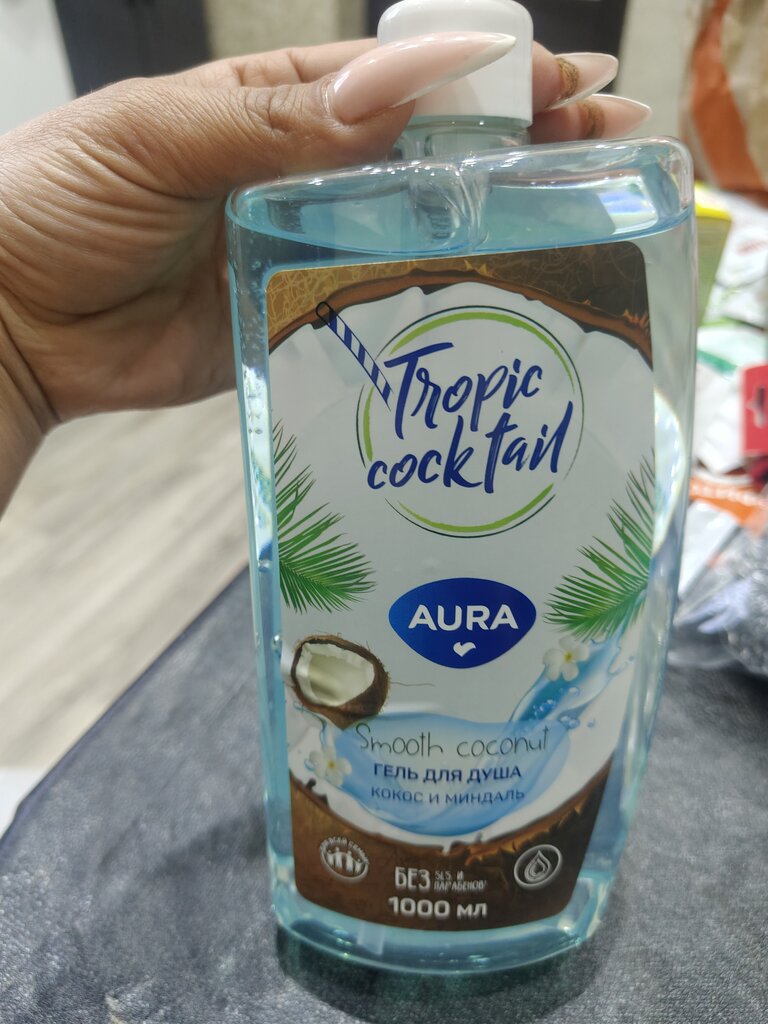 Tropic
cocktail
AURA
Smooth coconut
ГЕЛЬ ДЛЯ ДУША
КОКОС И МИНДАЛЬ
БЕЗ SLS И
ПАРАБЕНОВ
1000 мл